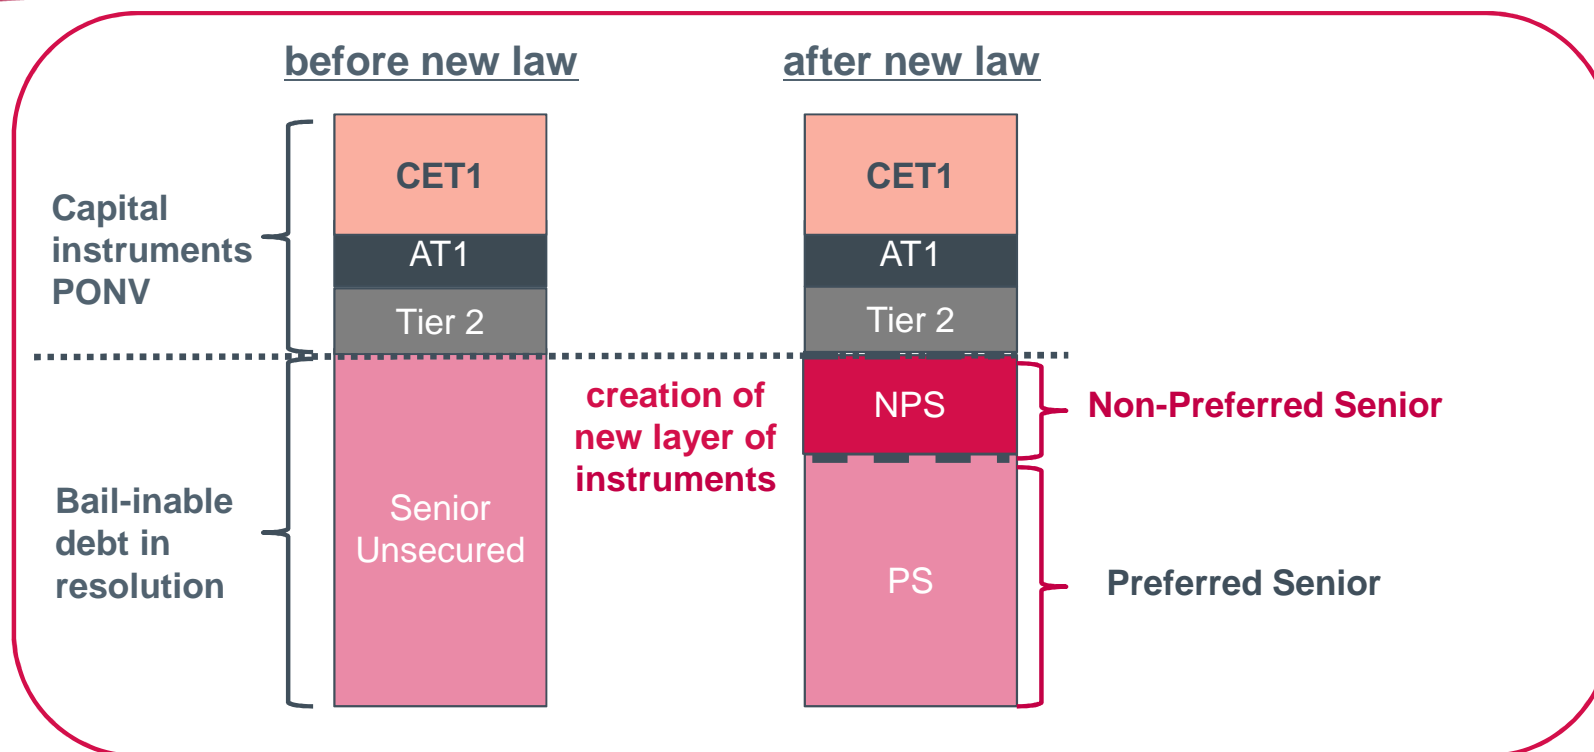 before new law
after new law
Capital
instruments
PONV
CET1
AT1
Tier 2
CET1
AT1
Tier 2
Bail-inable
debt in
resolution
Senior
Unsecured
creation of
new layer of
instruments
NPS
PS
Non-Preferred Senior
Preferred Senior